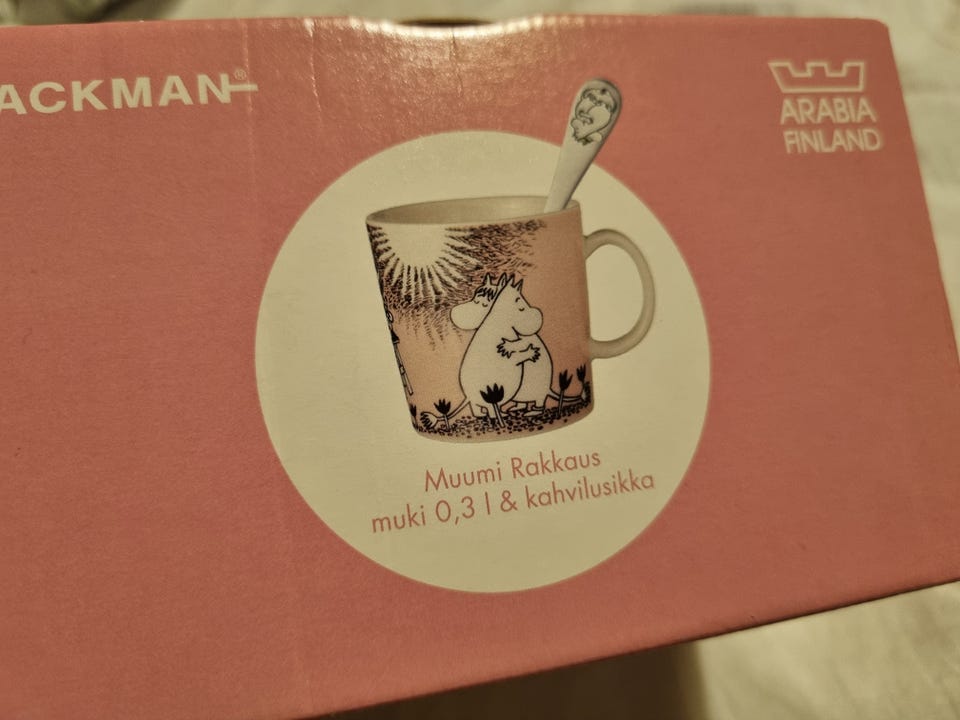 ACKMAN®
ARABIA
FINLAND
Muumi Rakkaus
muki 0,3 l & kahvilusikka